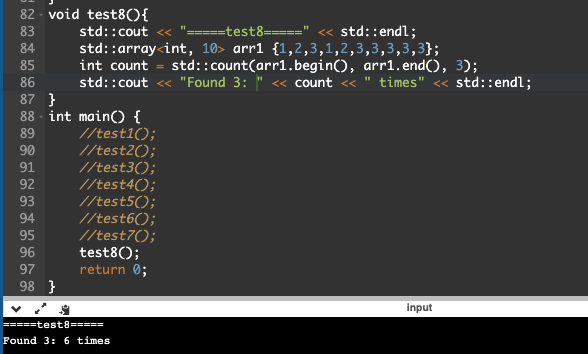 82 void test8(){
83     std::cout << "=====test8=====" << std::endl;
84     std::array<int, 10> arr1 {1,2,3,1,2,3,3,3,3,3};
85     int count = std::count(arr1.begin(), arr1.end(), 3);
86     std::cout << "Found 3: " << count << " times" << std::endl;
87 }
88 int main() {
89     //test1();
90     //test2();
91     //test3();
92     //test4();
93     //test5();
94     //test6();
95     //test7();
96     test8();
97     return 0;
98 }
input
=====test8=====
Found 3: 6 times